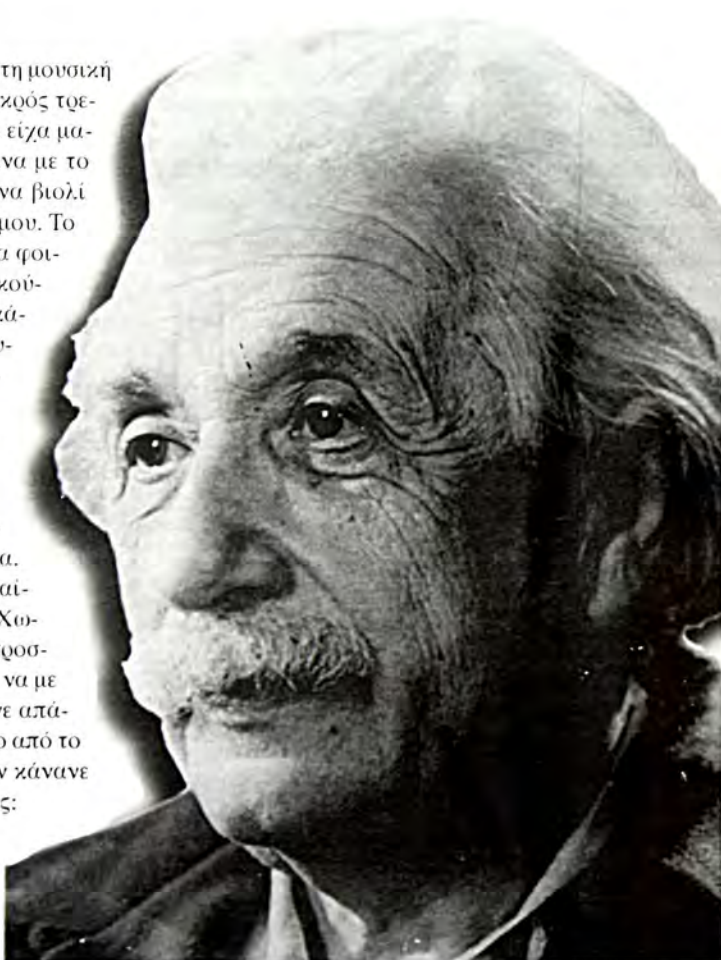 τη μουσική
κρός τρε-
είχα μα-
να με το
να βιολί
μου. Το
α φοι-
κού-
κά-
υ-
α.
αί-
Χω-
ροσ-
να με
νε απά-
ο από το
ν κάνανε
ς: